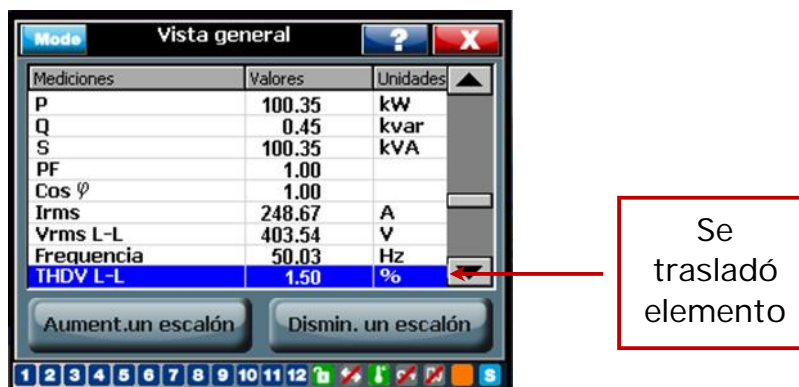 Mode Vista general ? X
Mediciones Valores Unidades
P 100.35 kW
Q 0.45 kvar
S 100.35 kVA
PF 1.00
Cos φ 1.00
Irms 248.67 A
Vrms L-L 403.54 V
Frequencia 50.03 Hz
THDV L-L 1.50 %
Aument.un escalón Dismin. un escalón
1 2 3 4 5 6 7 8 9 10 11 12 S
Se
trasladó
elemento